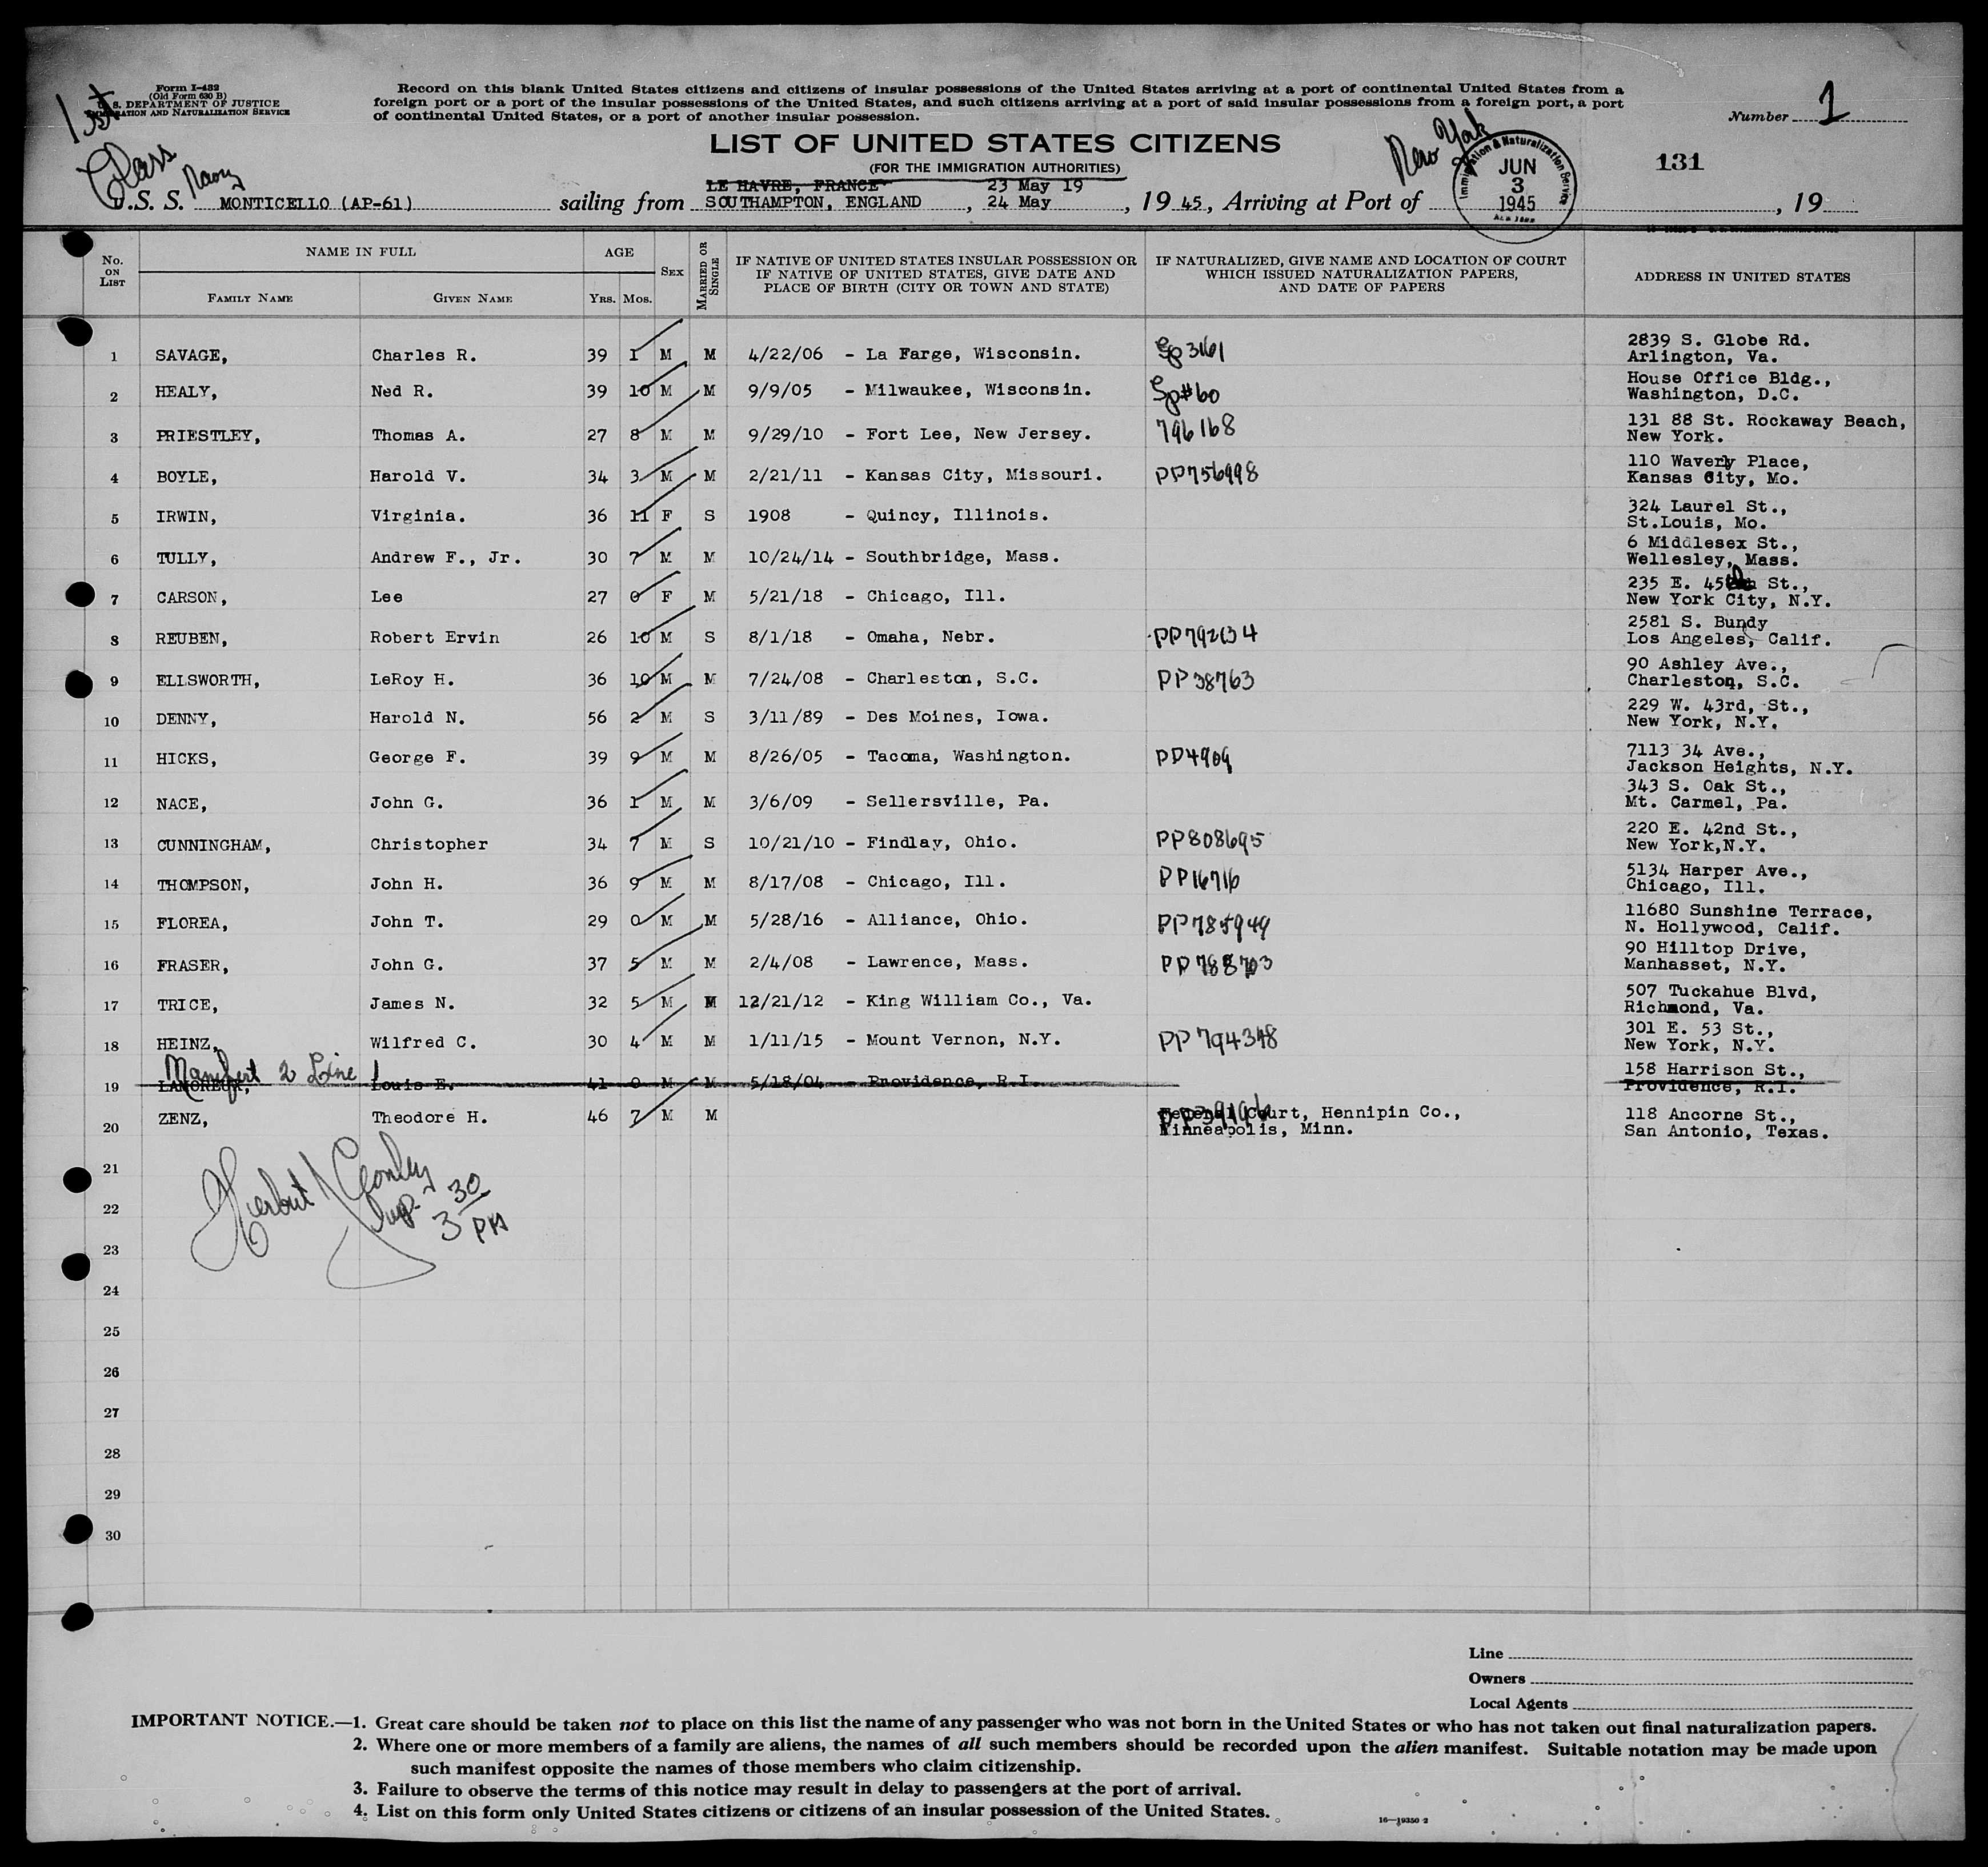 1st
Class
Navy
Form I-432
(Old Form 630 B)
U. S. DEPARTMENT OF JUSTICE
IMMIGRATION AND NATURALIZATION SERVICE
Record on this blank United States citizens and citizens of insular possessions of the United States arriving at a port of continental United States from a
foreign port or a port of the insular possessions of the United States, and such citizens arriving at a port of said insular possessions from a foreign port, a port
of continental United States, or a port of another insular possession.
Number 1
LIST OF UNITED STATES CITIZENS
(FOR THE IMMIGRATION AUTHORITIES)
New York
Immigration & Naturalization Service
JUN
3
1945
131
LE HAVRE, FRANCE 23 May 19
U.S. S. MONTICELLO (AP-61) sailing from SOUTHAMPTON, ENGLAND, 24 May, 1945, Arriving at Port of , 19
No. ON LIST
NAME IN FULL
FAMILY NAME GIVEN NAME
AGE
YRS. MOS.
SEX
MARRIED OR SINGLE
IF NATIVE OF UNITED STATES INSULAR POSSESSION OR
IF NATIVE OF UNITED STATES, GIVE DATE AND
PLACE OF BIRTH (CITY OR TOWN AND STATE)
IF NATURALIZED, GIVE NAME AND LOCATION OF COURT
WHICH ISSUED NATURALIZATION PAPERS,
AND DATE OF PAPERS
ADDRESS IN UNITED STATES
1 SAVAGE, Charles R. 39 1 M M 4/22/06 - La Farge, Wisconsin. Sp 3161 2839 S. Globe Rd.
Arlington, Va.
2 HEALY, Ned R. 39 10 M M 9/9/05 - Milwaukee, Wisconsin. Sp#60 House Office Bldg.,
Washington, D.C.
3 PRIESTLEY, Thomas A. 27 8 M M 9/29/10 - Fort Lee, New Jersey. 796168 131 88 St. Rockaway Beach,
New York.
4 BOYLE, Harold V. 34 3 M M 2/21/11 - Kansas City, Missouri. PP756998 110 Waverly Place,
Kansas City, Mo.
5 IRWIN, Virginia. 36 11 F S 1908 - Quincy, Illinois. 324 Laurel St.,
St.Louis, Mo.
6 TULLY, Andrew F., Jr. 30 7 M M 10/24/14 - Southbridge, Mass. 6 Middlesex St.,
Wellesley, Mass.
7 CARSON, Lee 27 0 F M 5/21/18 - Chicago, Ill. 235 E. 45th St.,
New York City, N.Y.
8 REUBEN, Robert Ervin 26 10 M S 8/1/18 - Omaha, Nebr. 2581 S. Bundy
Los Angeles, Calif.
9 ELLSWORTH, LeRoy H. 36 10 M M 7/24/08 - Charleston, S.C. PP38763 90 Ashley Ave.,
Charleston, S.C.
10 DENNY, Harold N. 56 2 M S 3/11/89 - Des Moines, Iowa. 229 W. 43rd, St.,
New York, N.Y.
11 HICKS, George F. 39 9 M M 8/26/05 - Tacoma, Washington. PP4909 7113 34 Ave.,
Jackson Heights, N.Y.
12 NACE, John G. 36 1 M M 3/6/09 - Sellersville, Pa. 343 S. Oak St.,
Mt. Carmel, Pa.
13 CUNNINGHAM, Christopher 34 7 M S 10/21/10 - Findlay, Ohio. PP808695 220 E. 42nd St.,
New York,N.Y.
14 THOMPSON, John H. 36 9 M M 8/17/08 - Chicago, Ill. PP16716 5134 Harper Ave.,
Chicago, Ill.
15 FLOREA, John T. 29 0 M M 5/28/16 - Alliance, Ohio. PP785949 11680 Sunshine Terrace,
N. Hollywood, Calif.
16 FRASER, John G. 37 5 M M 2/4/08 - Lawrence, Mass. PP788703 90 Hilltop Drive,
Manhasset, N.Y.
17 TRICE, James N. 32 5 M M 12/21/12 - King William Co., Va. 507 Tuckahue Blvd,
Richmond, Va.
18 HEINZ, Wilfred C. 30 4 M M 1/11/15 - Mount Vernon, N.Y. PP794348 301 E. 53 St.,
New York, N.Y.
Manifest 2 Line 1
19 LAMOREUX, Louis E. 41 0 M M 5/18/04 - Providence, R.I. 158 Harrison St.,
Providence, R.I.
20 ZENZ, Theodore H. 46 7 M M Federal Court, Hennipin Co.,
Minneapolis, Minn. 118 Ancorne St.,
San Antonio, Texas.
21
22
23
24
25
26
27
28
29
30
Insp. 3 30 PM
Line
Owners
Local Agents
IMPORTANT NOTICE.—1. Great care should be taken not to place on this list the name of any passenger who was not born in the United States or who has not taken out final naturalization papers.
2. Where one or more members of a family are aliens, the names of all such members should be recorded upon the alien manifest. Suitable notation may be made upon
such manifest opposite the names of those members who claim citizenship.
3. Failure to observe the terms of this notice may result in delay to passengers at the port of arrival.
4. List on this form only United States citizens or citizens of an insular possession of the United States.
16—19350-2